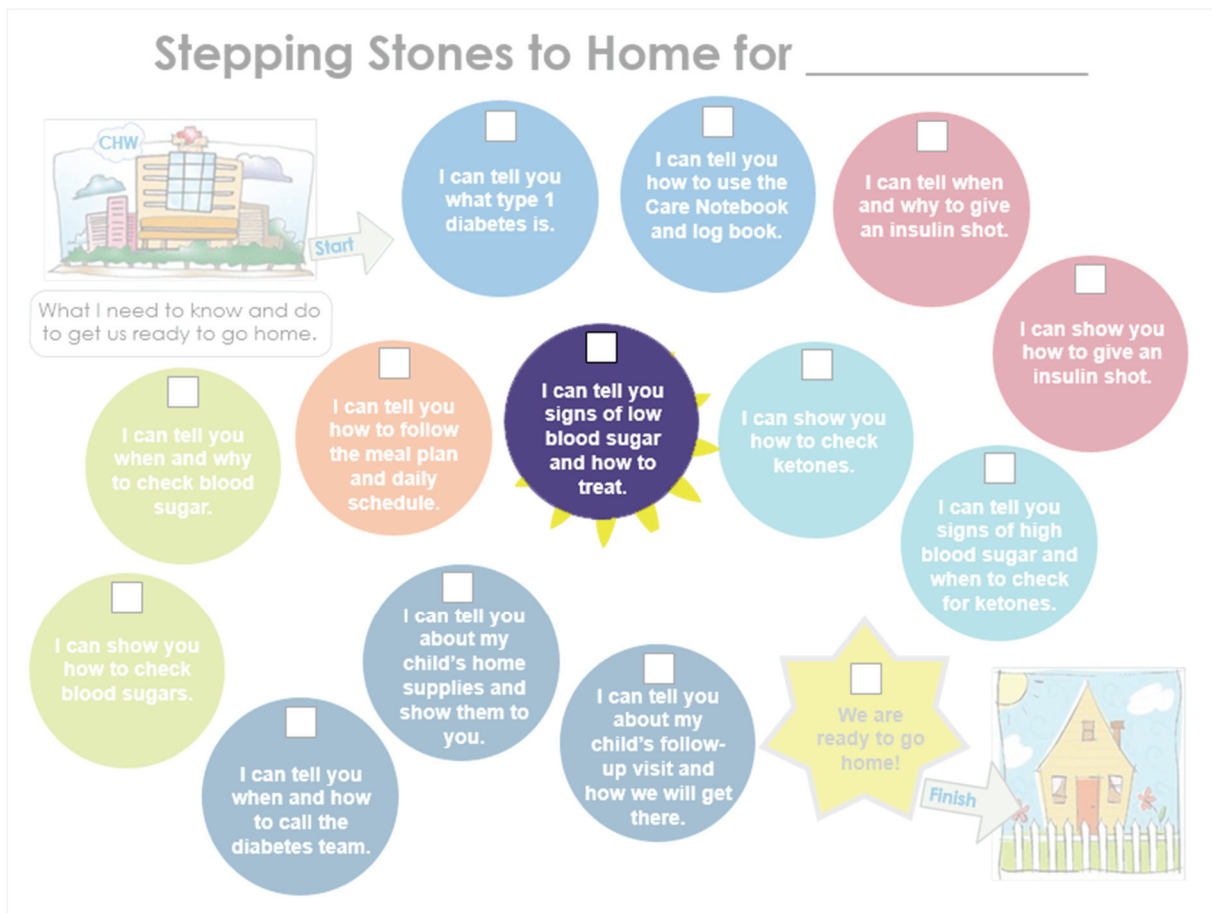 Stepping Stones to Home for ____________
CHW
Start
What I need to know and do
to get us ready to go home.
I can tell you
what type 1
diabetes is.
I can tell you
how to use the
Care Notebook
and log book.
I can tell when
and why to give
an insulin shot.
I can show you
how to give an
insulin shot.
I can tell you
signs of high
blood sugar and
when to check
for ketones.
I can show you
how to check
ketones.
I can tell you
signs of low
blood sugar
and how to
treat.
I can tell you
how to follow
the meal plan
and daily
schedule.
I can tell you
when and why
to check blood
sugar.
I can show you
how to check
blood sugars.
I can tell you
when and how
to call the
diabetes team.
I can tell you
about my
child's home
supplies and
show them to
you.
I can tell you
about my
child's follow-
up visit and
how we will get
there.
We are
ready to go
home!
Finish